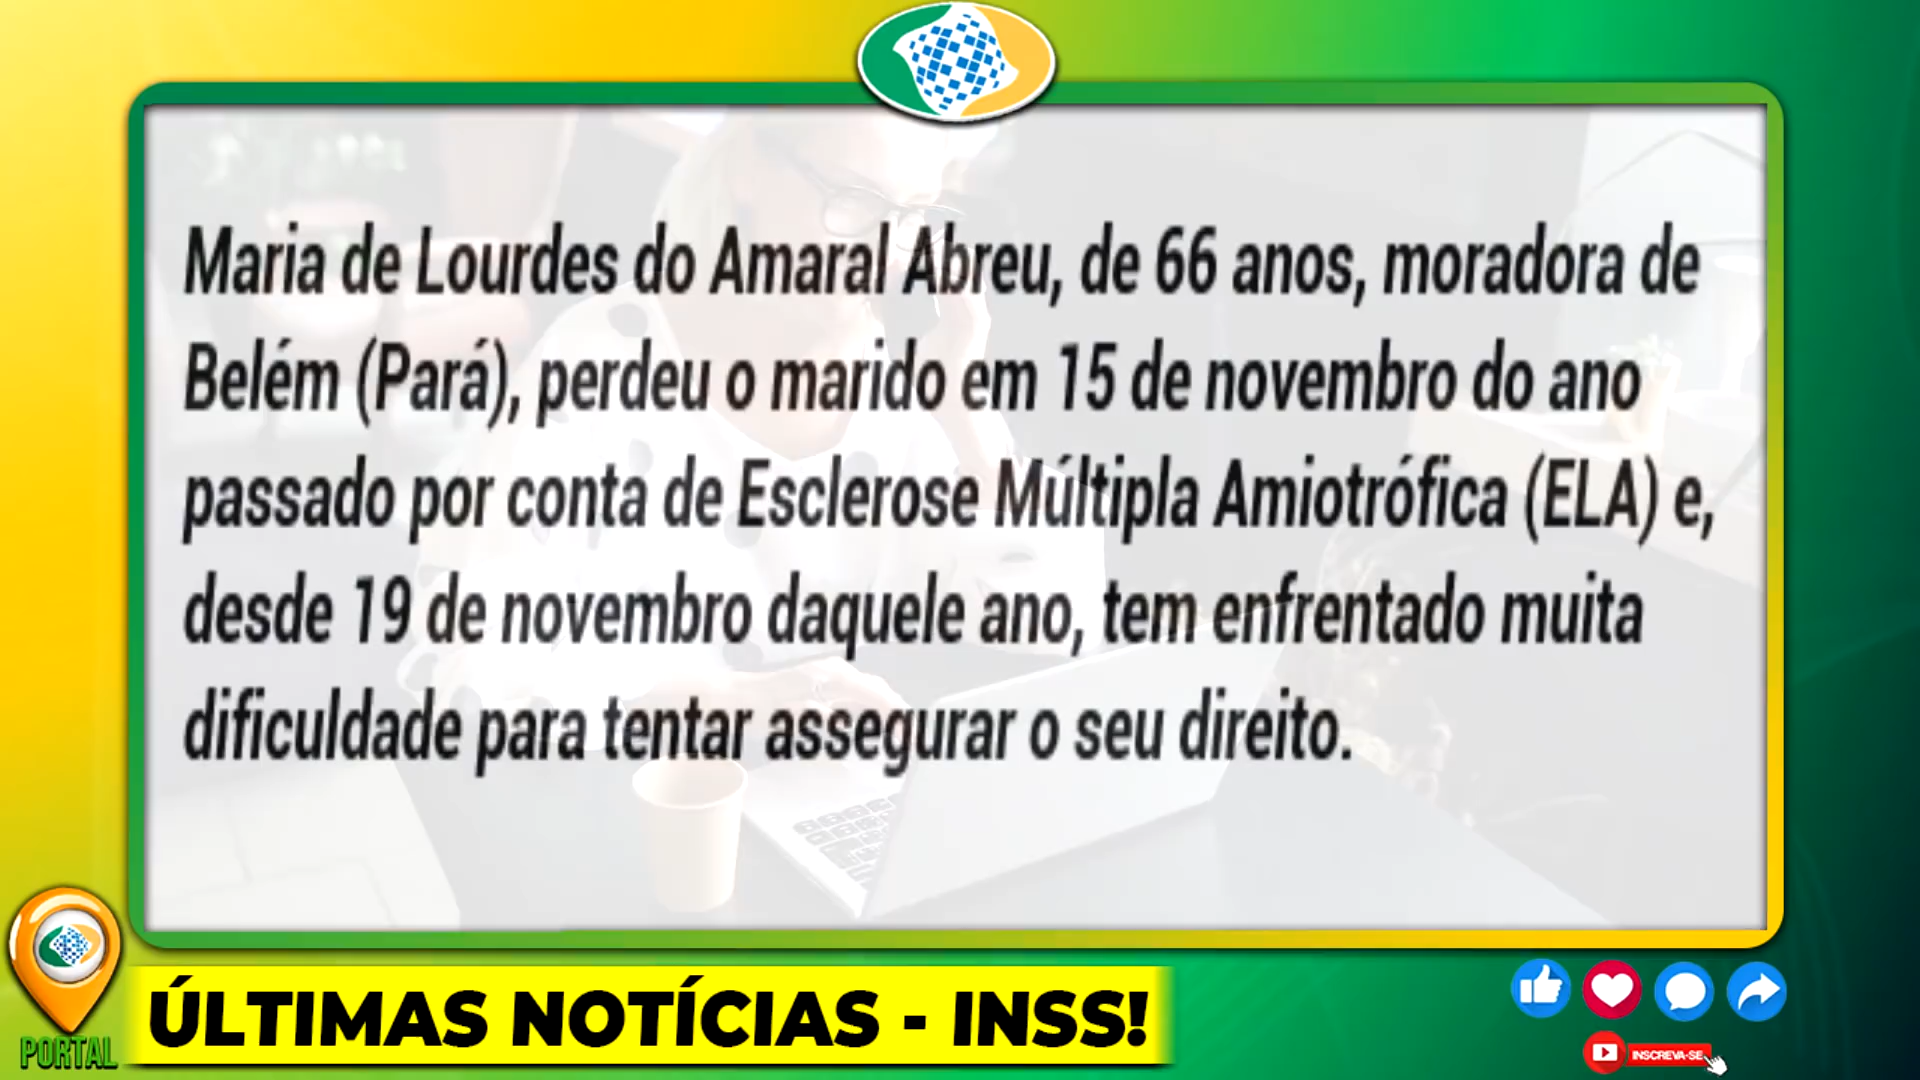 Maria de Lourdes do Amaral Abreu, de 66 anos, moradora de
Belém (Pará), perdeu o marido em 15 de novembro do ano
passado por conta de Esclerose Múltipla Amiotrófica (ELA) e,
desde 19 de novembro daquele ano, tem enfrentado muita
dificuldade para tentar assegurar o seu direito.
ÚLTIMAS NOTÍCIAS - INSS!
PORTAL
INSCREVA-SE